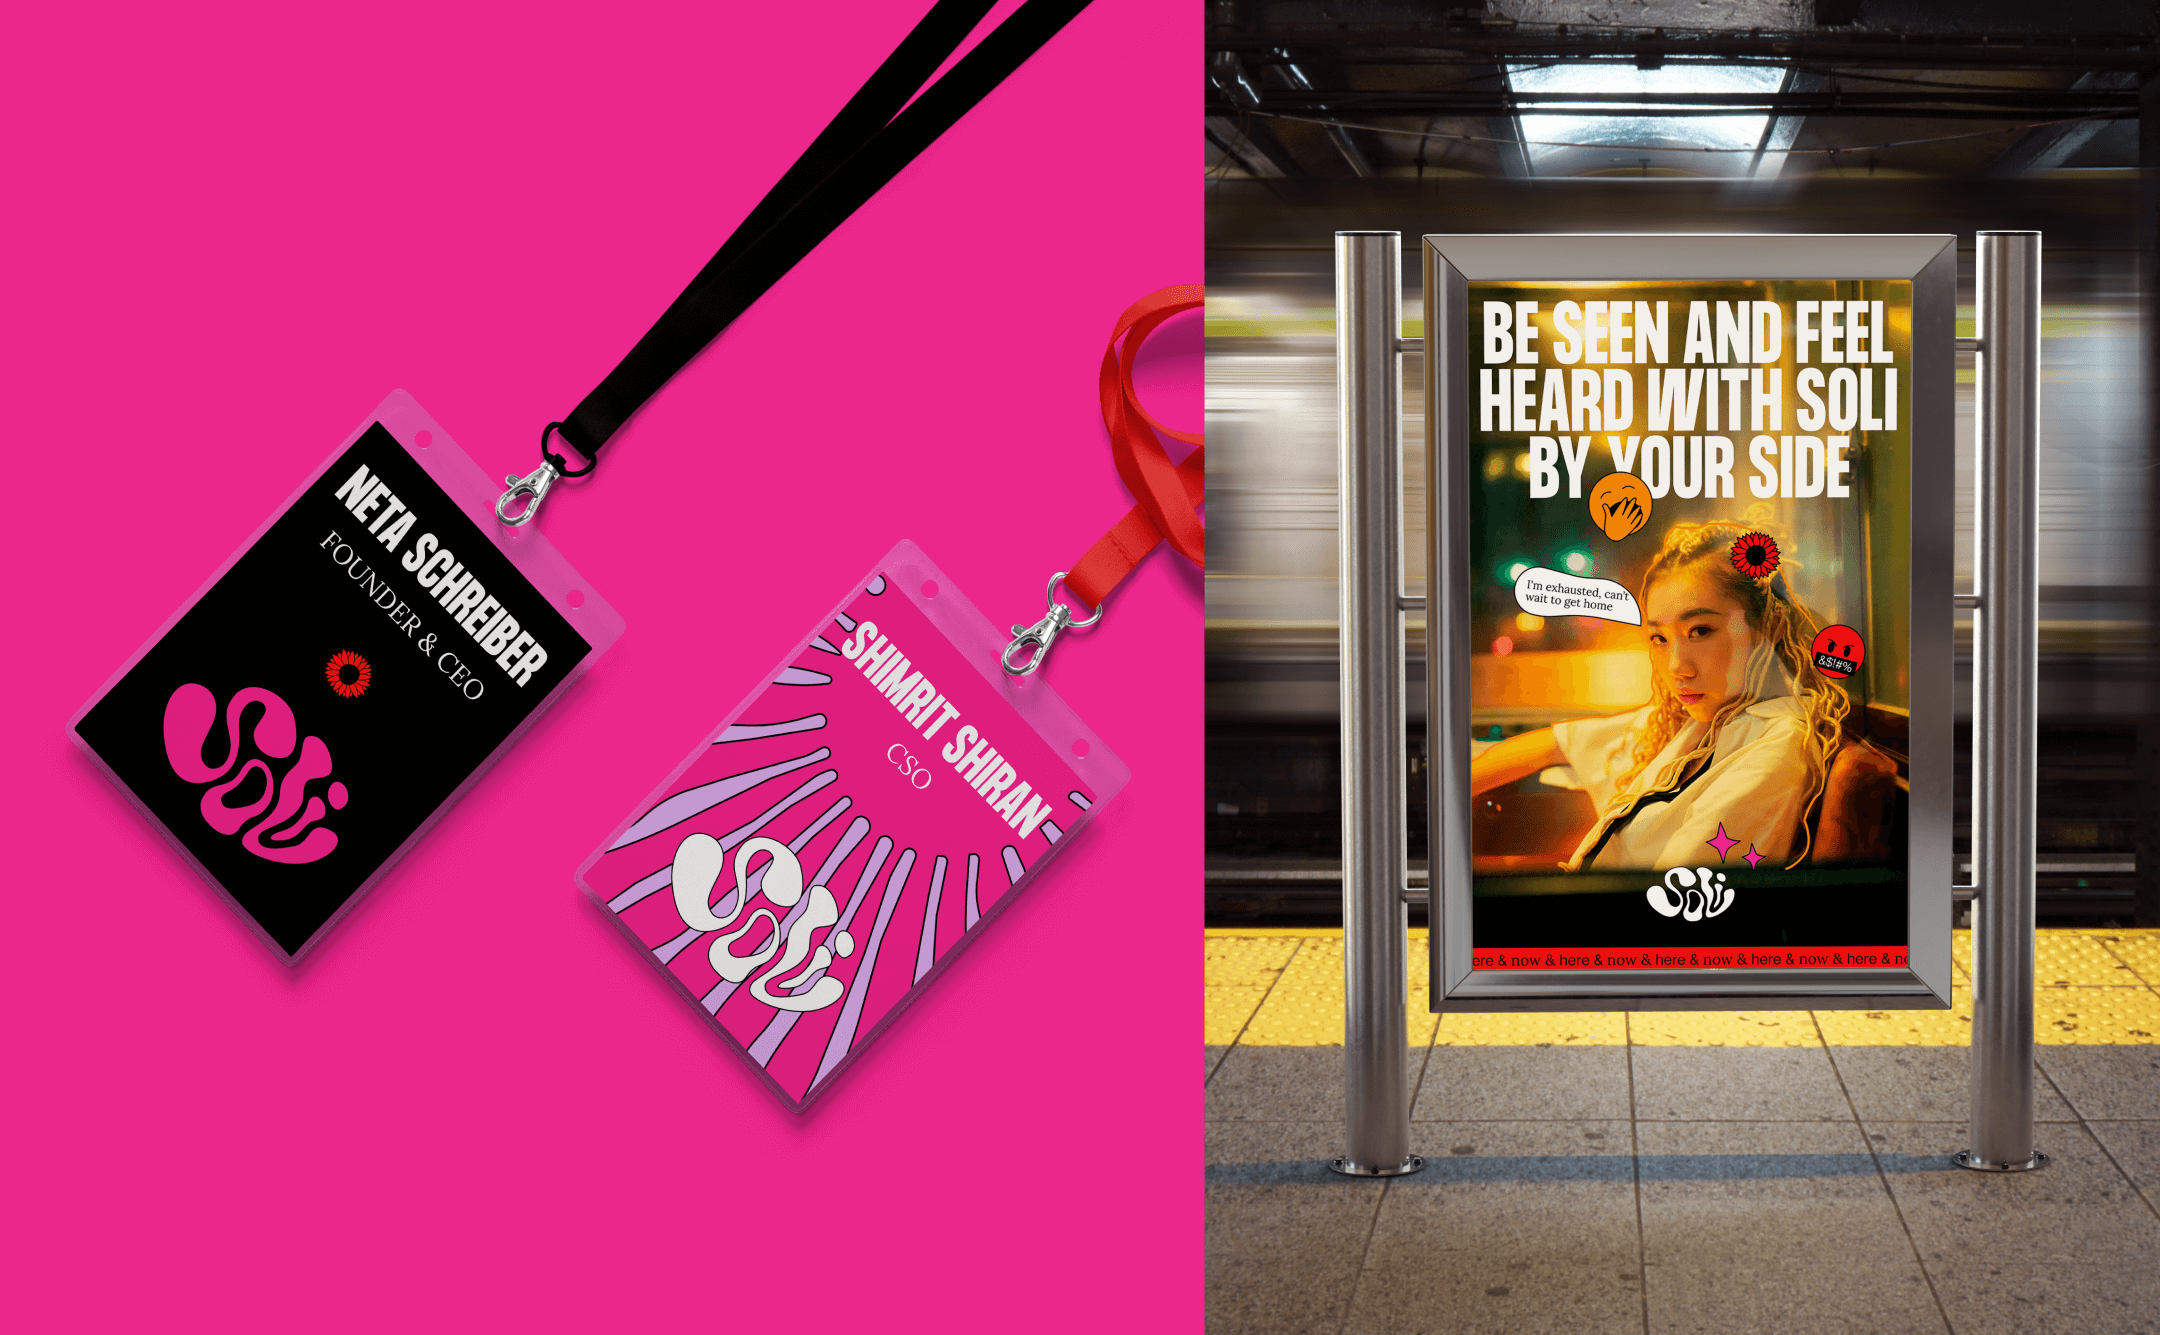 NETA SCHREIBER
FOUNDER & CEO
Soli
SHIMRIT SHIRAN
CSO
Soli
BE SEEN AND FEEL
HEARD WITH SOLI
BY YOUR SIDE
I'm exhausted, can't
wait to get home
&$!#%
Soli
ere & now & here & now & here & now & here & now & here & no